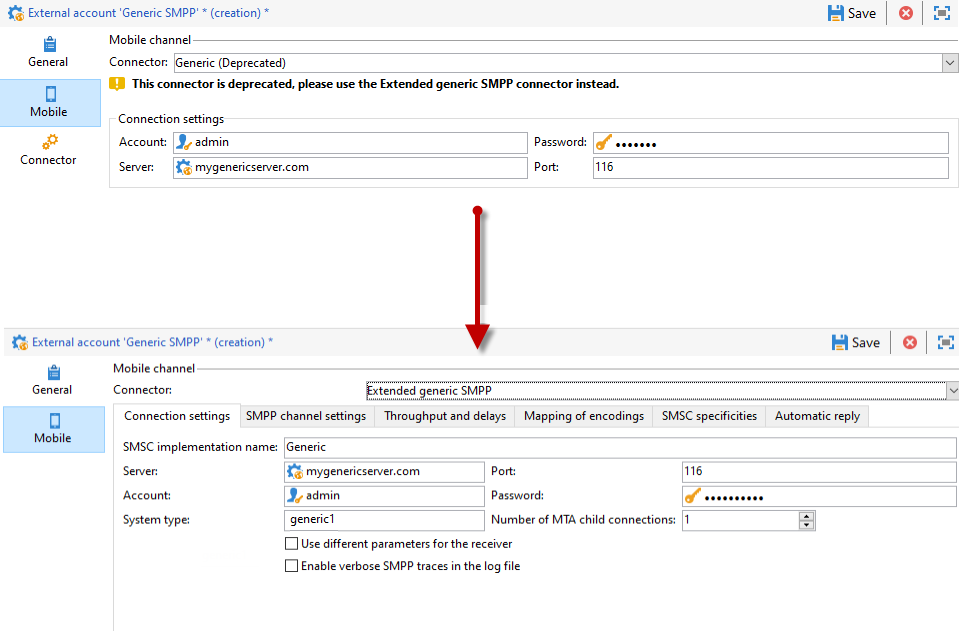 External account 'Generic SMPP' * (creation) * Save
General
Mobile
Connector
Mobile channel
Connector: Generic (Deprecated)
This connector is deprecated, please use the Extended generic SMPP connector instead.
Connection settings
Account: admin Password: •••••••
Server: mygenericserver.com Port: 116
External account 'Generic SMPP' * (creation) * Save
General
Mobile
Mobile channel
Connector: Extended generic SMPP
Connection settings SMPP channel settings Throughput and delays Mapping of encodings SMSC specificities Automatic reply
SMSC implementation name: Generic
Server: mygenericserver.com Port: 116
Account: admin Password: ••••••••••
System type: generic1 Number of MTA child connections: 1
Use different parameters for the receiver
Enable verbose SMPP traces in the log file